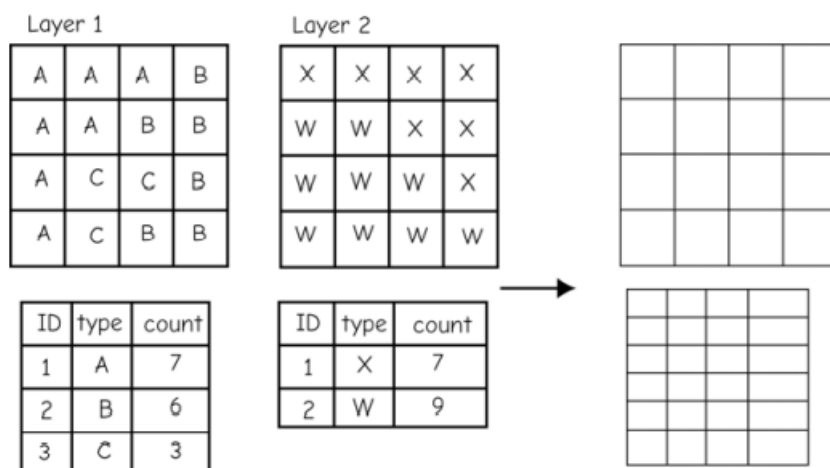 Layer 1
A A A B
A A B B
A C C B
A C B B
ID type count
1 A 7
2 B 6
3 C 3
Layer 2
X X X X
W W X X
W W W X
W W W W
ID type count
1 X 7
2 W 9